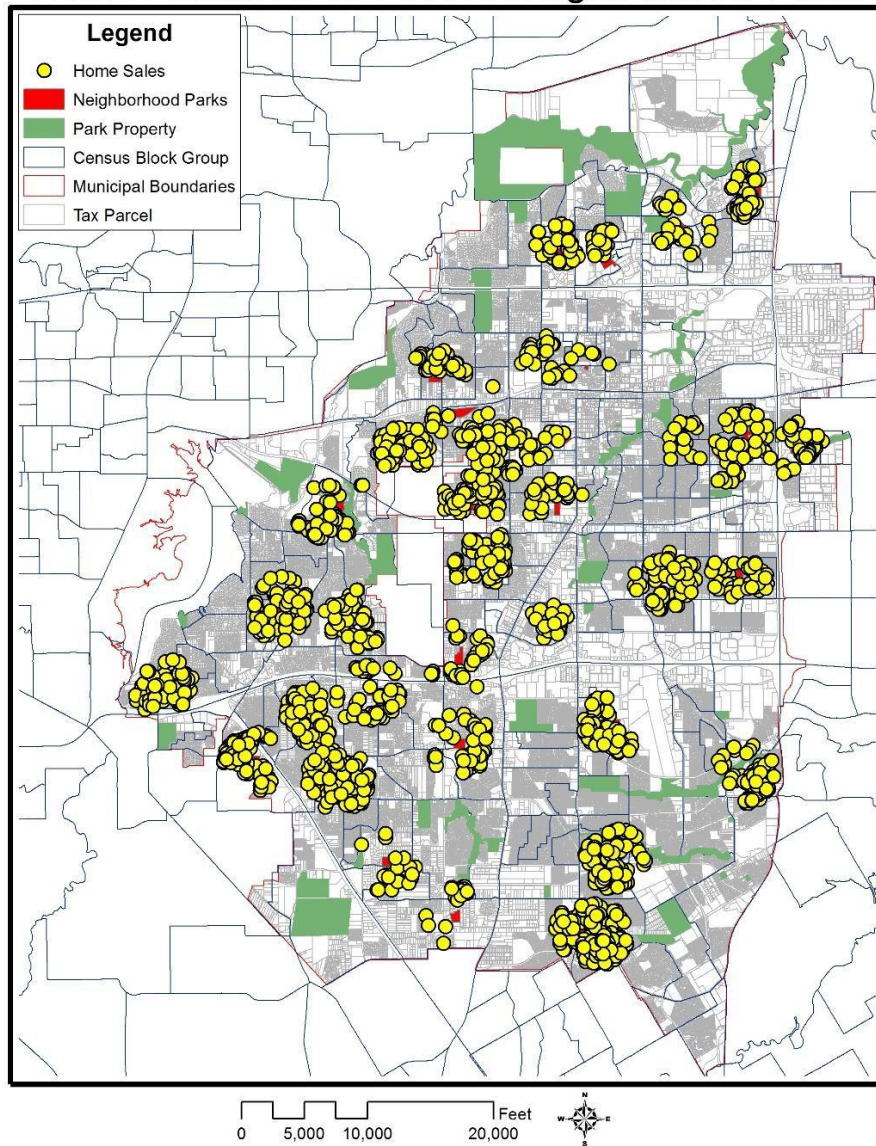 Legend
Home Sales
Neighborhood Parks
Park Property
Census Block Group
Municipal Boundaries
Tax Parcel
Feet
0 5,000 10,000 20,000
N
W E
S